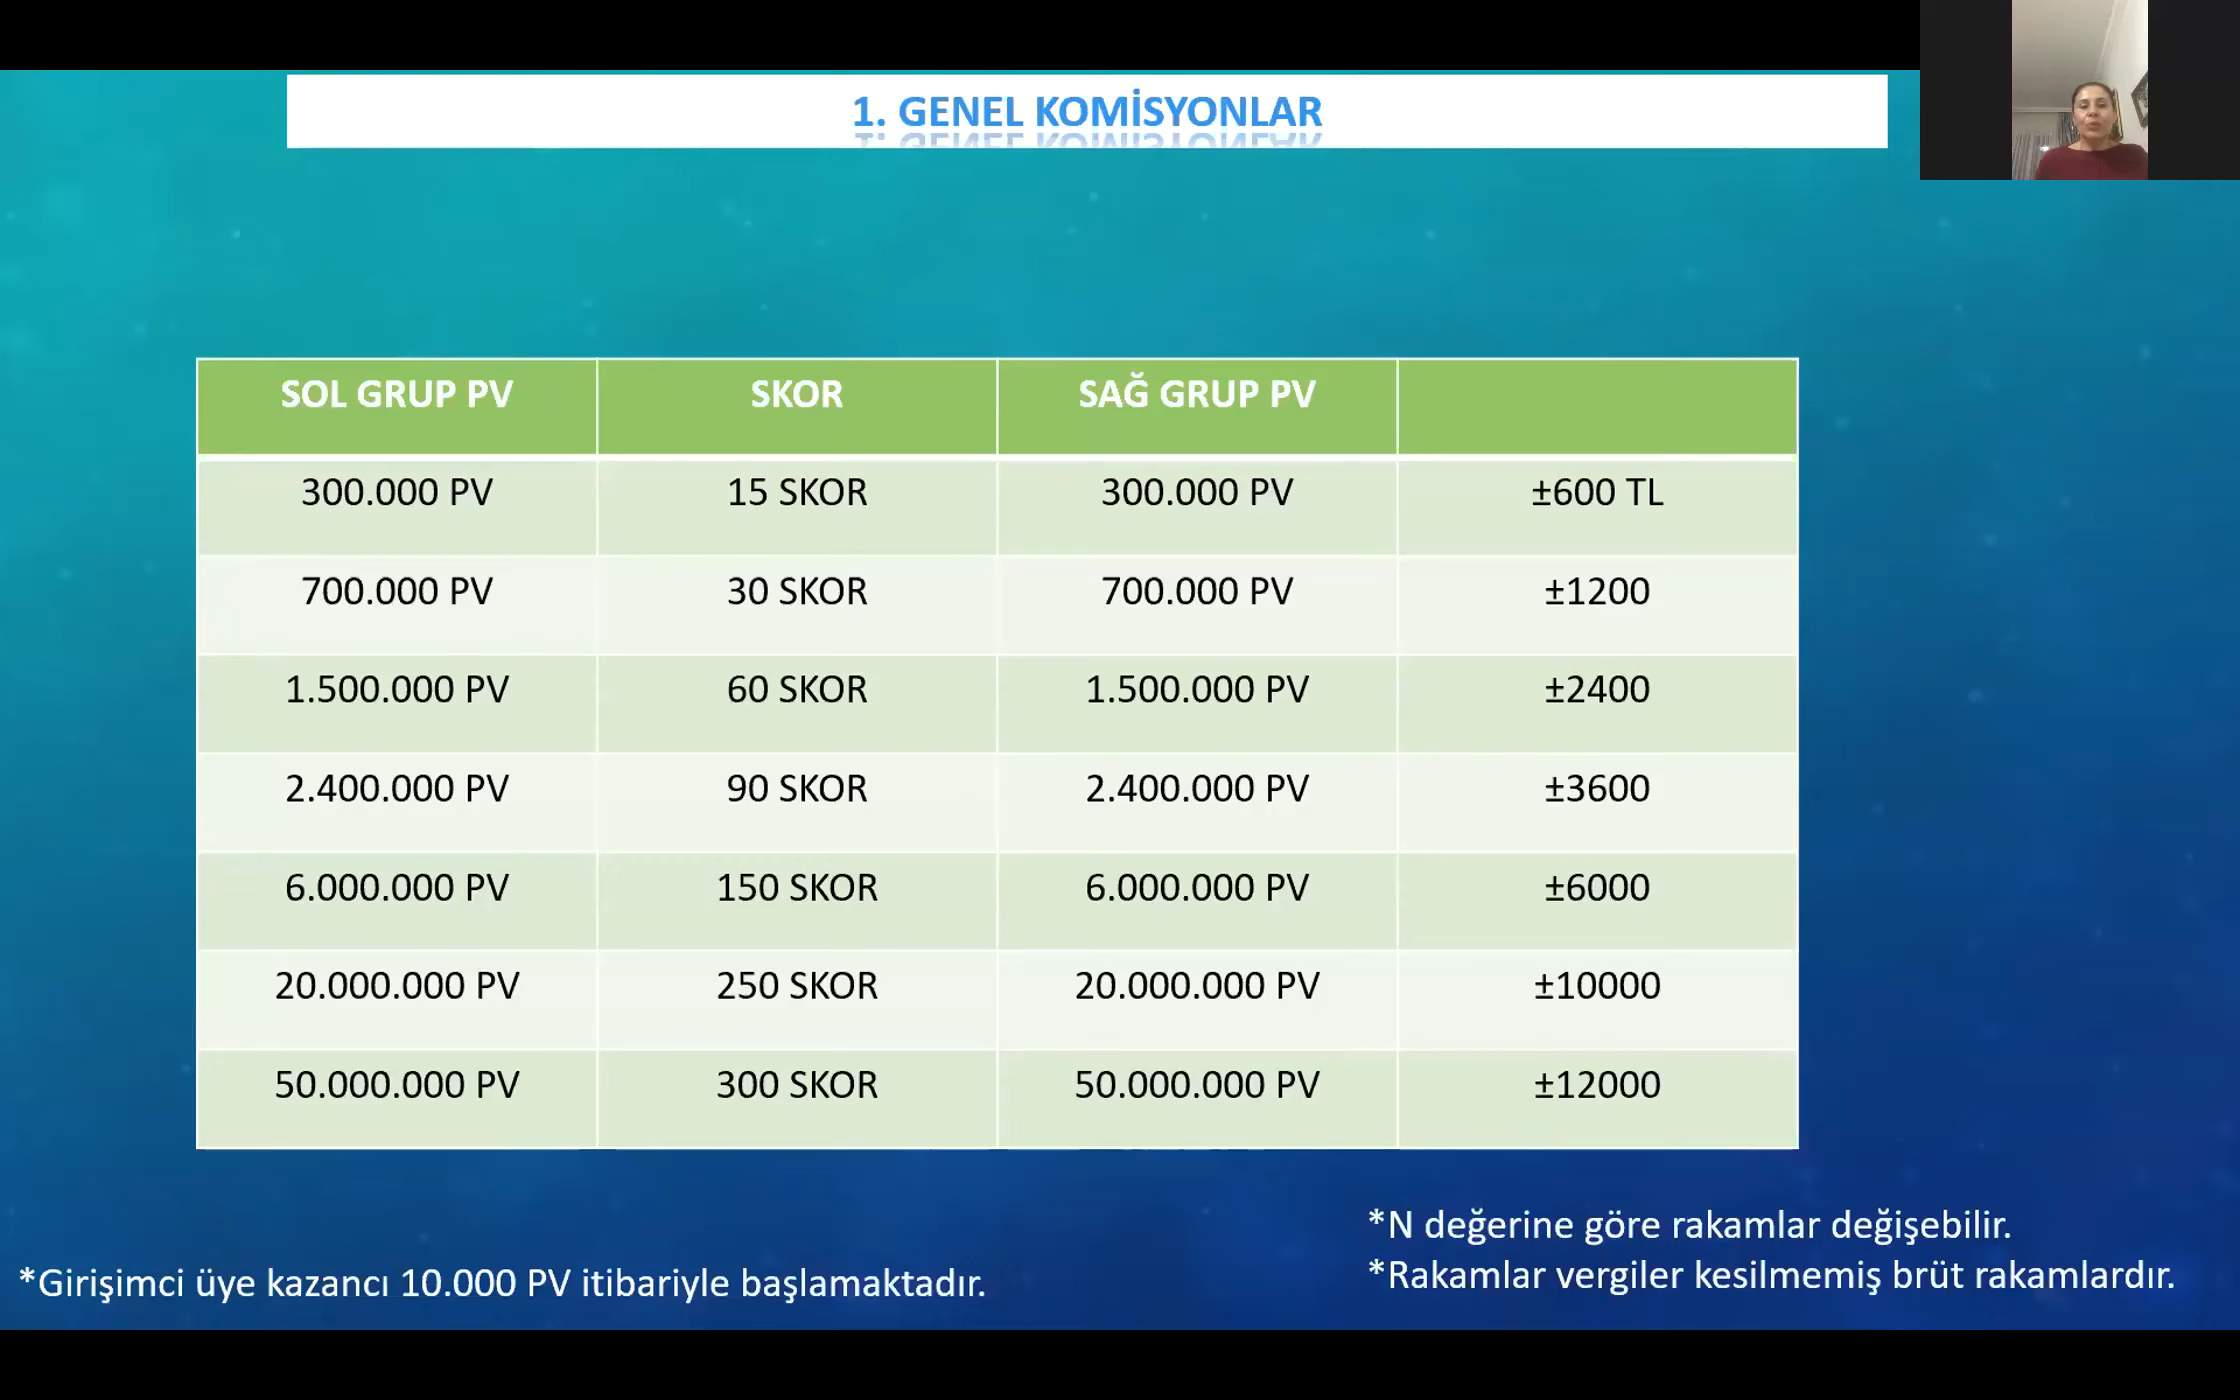 1. GENEL KOMİSYONLAR
SOL GRUP PV SKOR SAĞ GRUP PV
300.000 PV 15 SKOR 300.000 PV ±600 TL
700.000 PV 30 SKOR 700.000 PV ±1200
1.500.000 PV 60 SKOR 1.500.000 PV ±2400
2.400.000 PV 90 SKOR 2.400.000 PV ±3600
6.000.000 PV 150 SKOR 6.000.000 PV ±6000
20.000.000 PV 250 SKOR 20.000.000 PV ±10000
50.000.000 PV 300 SKOR 50.000.000 PV ±12000
*N değerine göre rakamlar değişebilir.
*Rakamlar vergiler kesilmemiş brüt rakamlardır.
*Girişimci üye kazancı 10.000 PV itibariyle başlamaktadır.